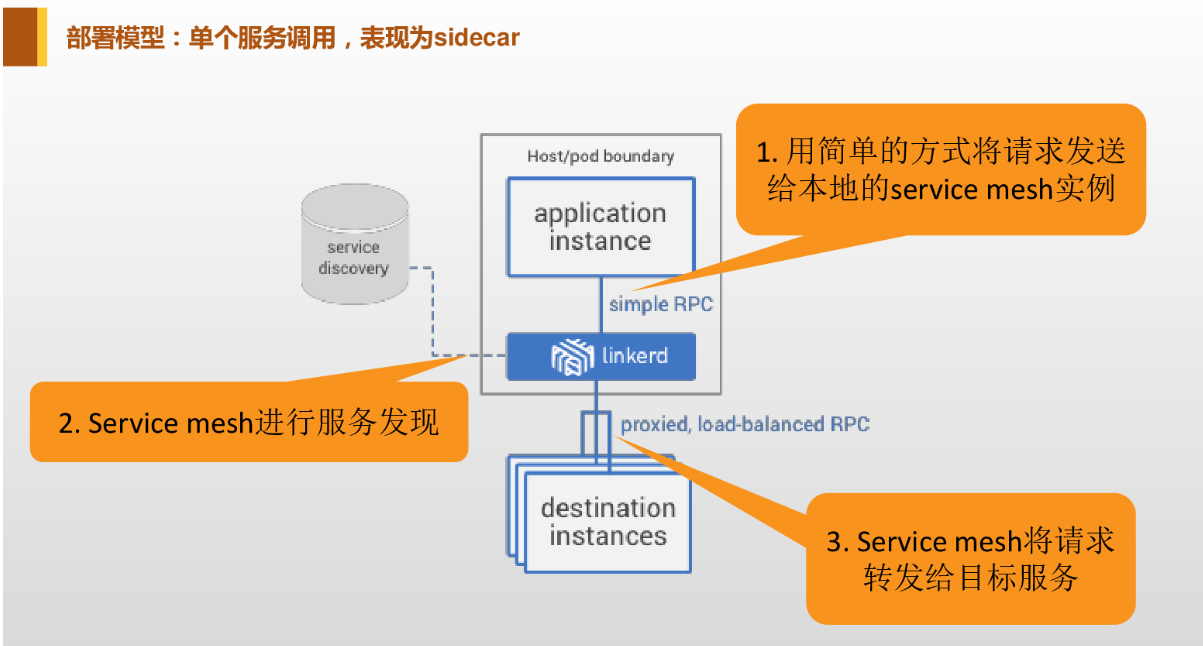 部署模型：单个服务调用，表现为sidecar
Host/pod boundary
application
instance
1. 用简单的方式将请求发送
给本地的service mesh实例
service
discovery
simple RPC
linkerd
2. Service mesh进行服务发现
proxied, load-balanced RPC
destination
instances
3. Service mesh将请求
转发给目标服务